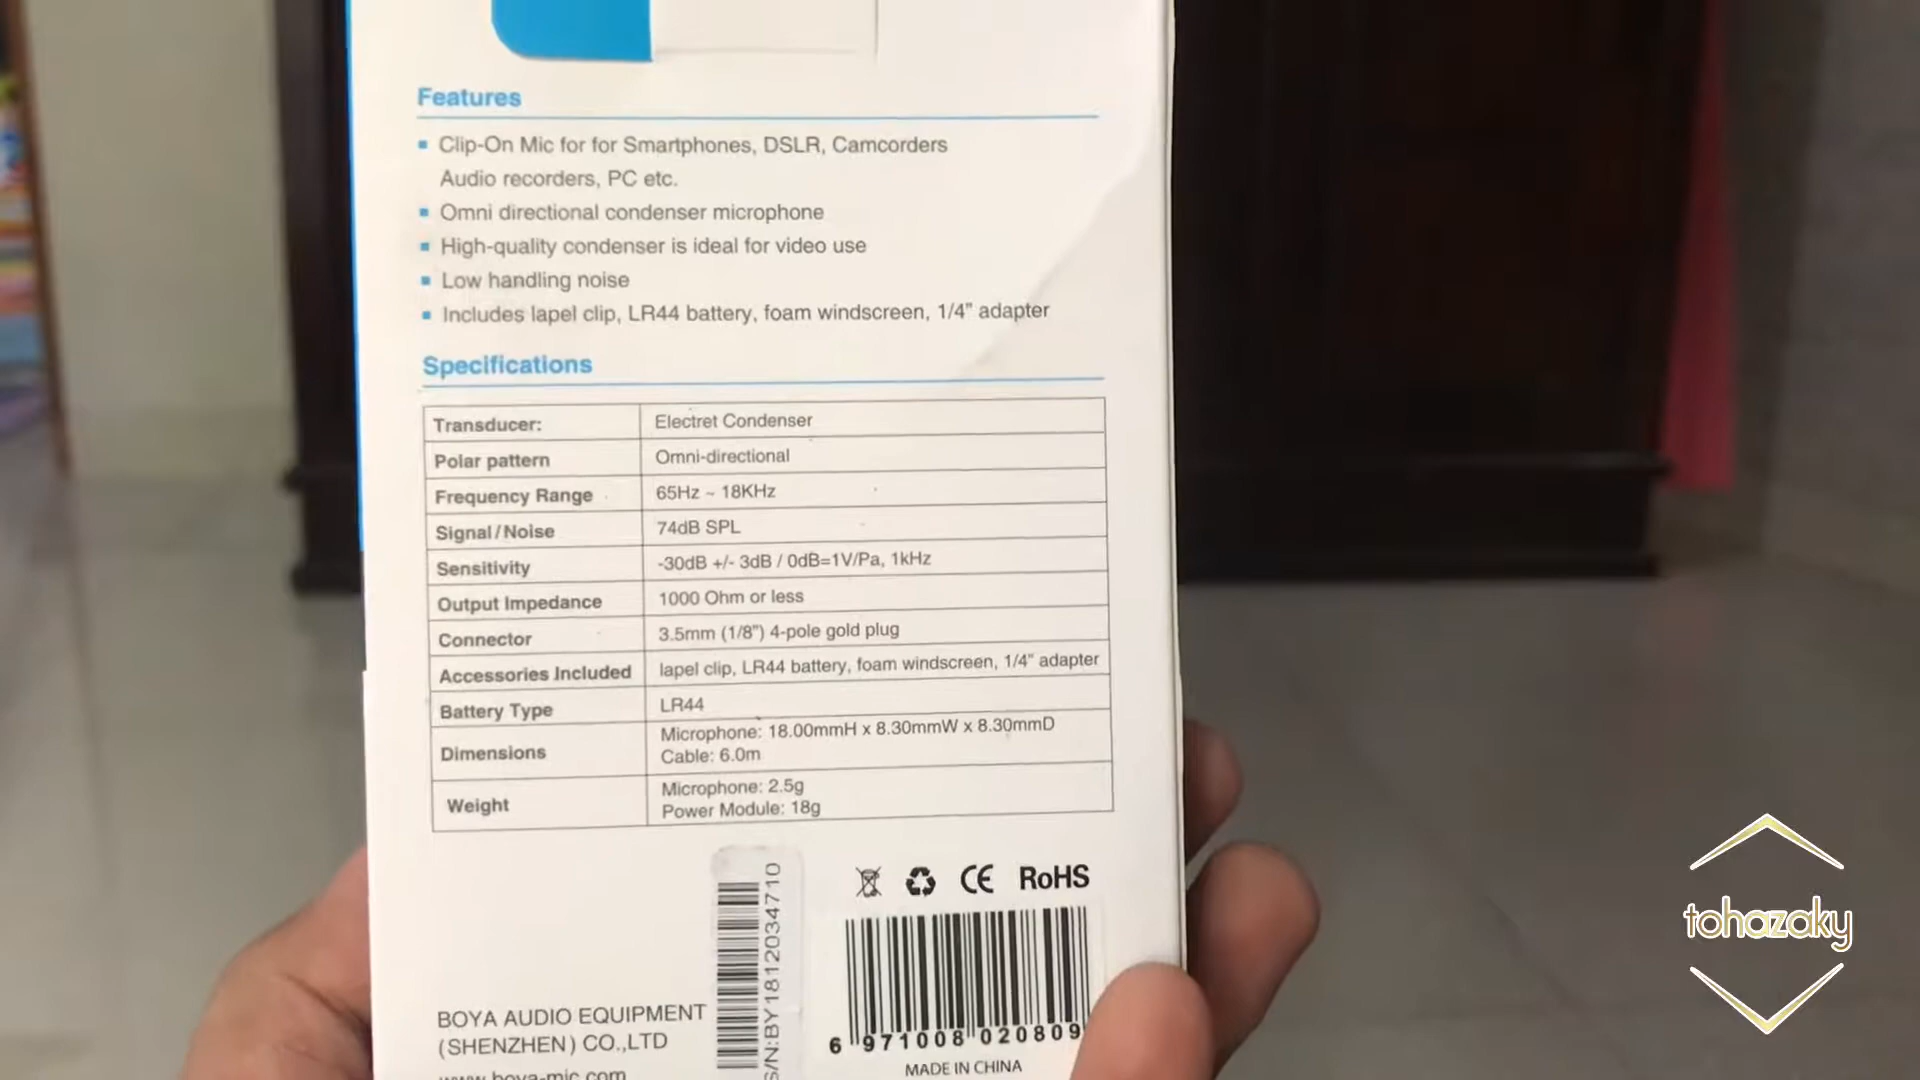 Features
Clip-On Mic for for Smartphones, DSLR, Camcorders
Audio recorders, PC etc.
Omni directional condenser microphone
High-quality condenser is ideal for video use
Low handling noise
Includes lapel clip, LR44 battery, foam windscreen, 1/4" adapter
Specifications
Transducer: Electret Condenser
Polar pattern Omni-directional
Frequency Range 65Hz ~ 18KHz
Signal/Noise 74dB SPL
Sensitivity -30dB +/- 3dB / 0dB=1V/Pa, 1kHz
Output Impedance 1000 Ohm or less
Connector 3.5mm (1/8") 4-pole gold plug
Accessories Included lapel clip, LR44 battery, foam windscreen, 1/4" adapter
Battery Type LR44
Dimensions Microphone: 18.00mmH x 8.30mmW x 8.30mmD
Cable: 6.0m
Weight Microphone: 2.5g
Power Module: 18g
CE RoHS
S/N:BY1812034710
6 971008 020809
MADE IN CHINA
BOYA AUDIO EQUIPMENT
(SHENZHEN) CO.,LTD
www.boya-mic.com
tohazaky